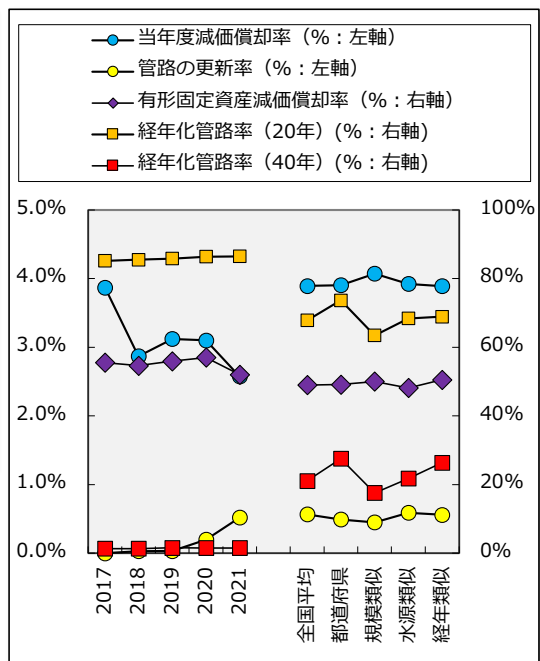 当年度減価償却率（%：左軸）
管路の更新率（%：左軸）
有形固定資産減価償却率（%：右軸）
経年化管路率（20年）(%：右軸)
経年化管路率（40年）(%：右軸)
5.0% 100%
4.0% 80%
3.0% 60%
2.0% 40%
1.0% 20%
0.0% 0%
2017
2018
2019
2020
2021
全国平均
都道府県
規模類似
水源類似
経年類似